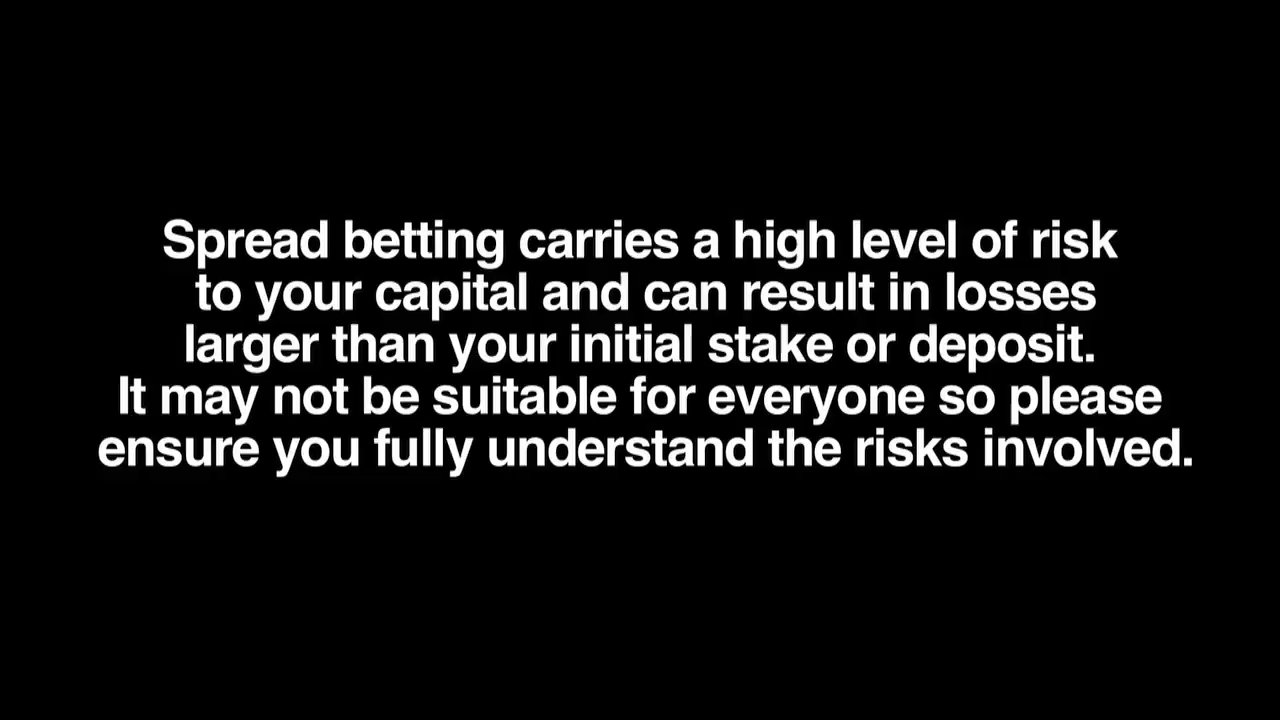 Spread betting carries a high level of risk
to your capital and can result in losses
larger than your initial stake or deposit.
It may not be suitable for everyone so please
ensure you fully understand the risks involved.